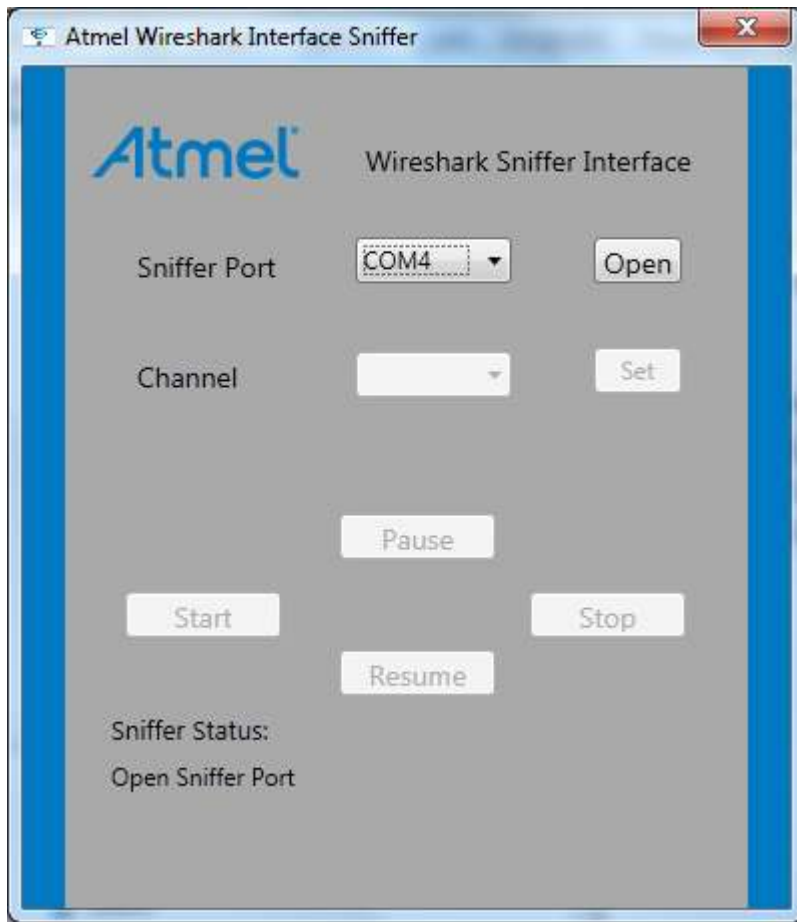 Atmel Wireshark Interface Sniffer
Atmel Wireshark Sniffer Interface
Sniffer Port COM4 Open
Channel Set
Pause
Start Stop
Resume
Sniffer Status:
Open Sniffer Port